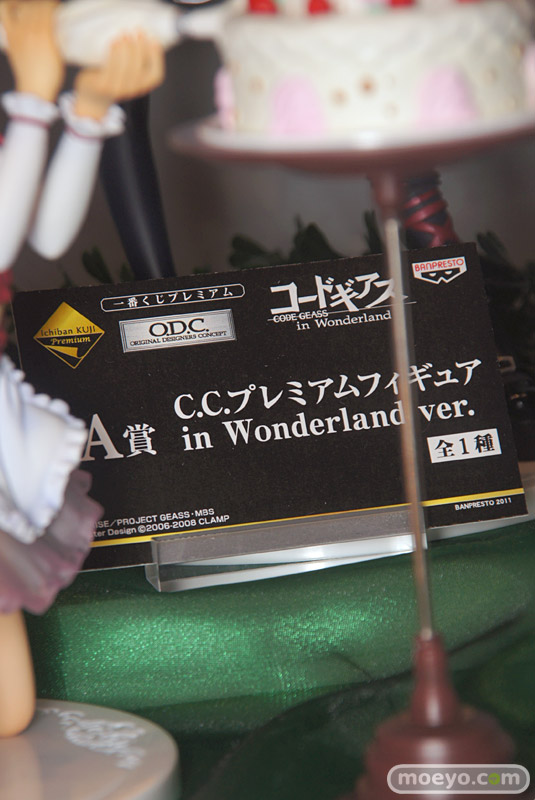 一番くじプレミアム
Ichiban KUJI
Premium
O.D.C.
ORIGINAL DESIGNERS CONCEPT
コードギアス
CODE GEASS
in Wonderland
BANPRESTO
A賞
C.C.プレミアムフィギュア
in Wonderland ver.
全1種
ISE/PROJECT GEASS・MBS
ter Design ©2006-2008 CLAMP
BANPRESTO 2011
moeyo.com